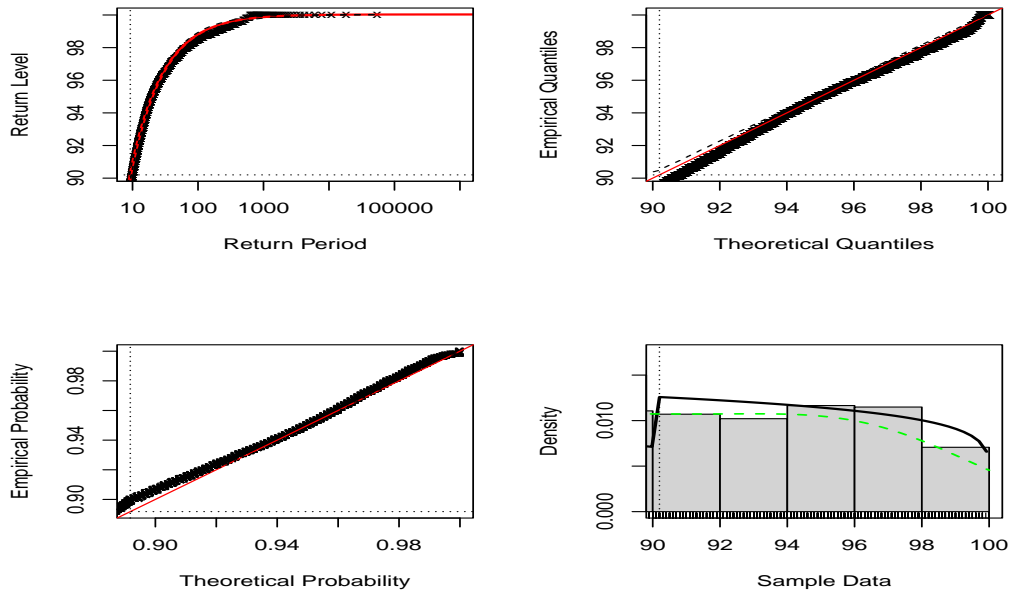 Return Level
90 92 94 96 98
10 100 1000 100000
Return Period
Empirical Quantiles
90 92 94 96 98
90 92 94 96 98 100
Theoretical Quantiles
Empirical Probability
0.90 0.94 0.98
0.90 0.94 0.98
Theoretical Probability
Density
0.000 0.010
90 92 94 96 98 100
Sample Data